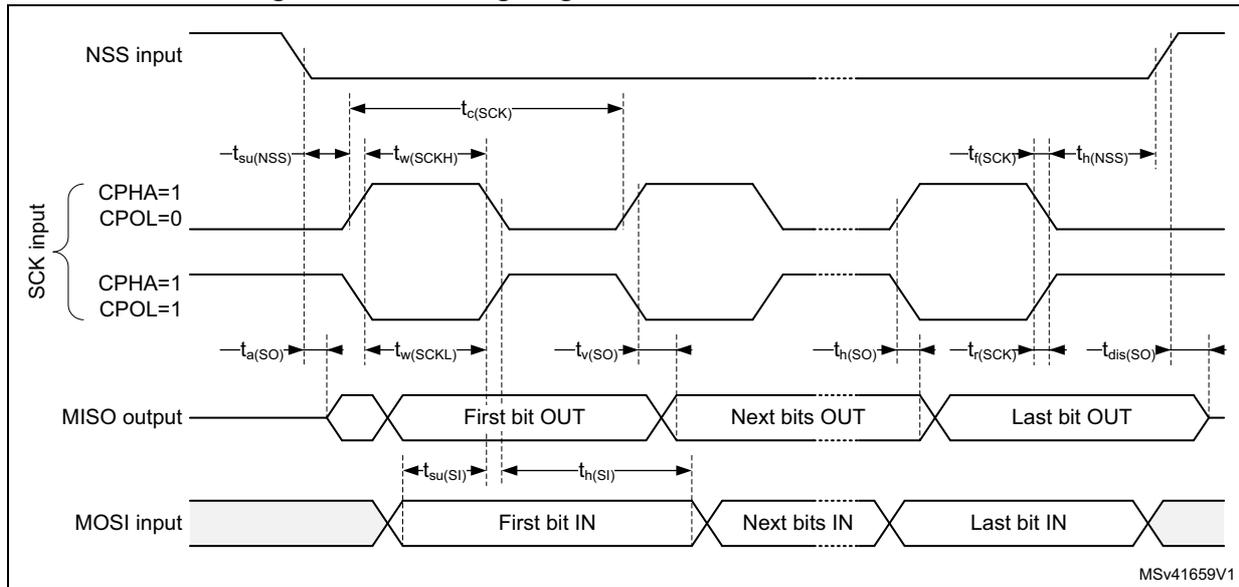 NSS input
tc(SCK)
tsu(NSS) tw(SCKH) tf(SCK) th(NSS)
SCK input
CPHA=1
CPOL=0
CPHA=1
CPOL=1
ta(SO) tw(SCKL) tv(SO) th(SO) tr(SCK) tdis(SO)
MISO output First bit OUT Next bits OUT Last bit OUT
tsu(SI) th(SI)
MOSI input First bit IN Next bits IN Last bit IN
MSv41659V1